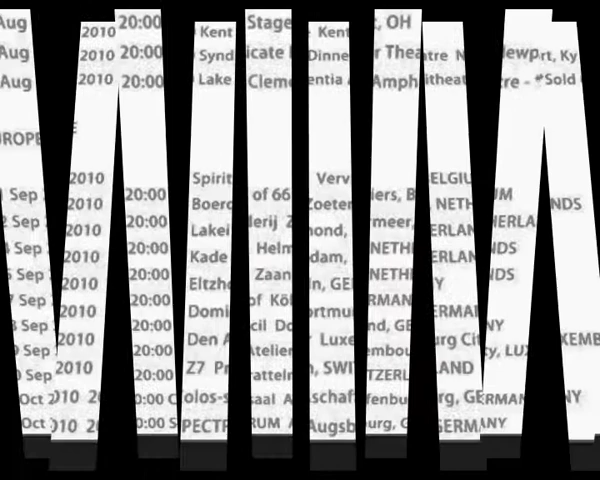 Aug 2010 20:00 Kent Stage Kent, OH
Aug 2010 20:00 Syndicate Dinner Theatre Newport, Ky
Aug 2010 20:00 Lake Clementia Amphitheatre - *Sold
UROPE
Sep 2010 20:00 Spirit of 66 Verviers, BELGIUM
2 Sep 2010 20:00 Boerderij Zoetermeer, NETHERLANDS
Sep 2010 20:00 Lakei Helmond, NETHERLANDS
Sep 2010 20:00 Kade Zaandam, NETHERLANDS
7 Sep 2010 20:00 Eltzhof Köln, GERMANY
Sep 2010 20:00 Domicil Dortmund, GERMANY
9 Sep 2010 20:00 Den Atelier Luxembourg City, LUXEMB
Sep 2010 20:00 Z7 Pratteln, SWITZERLAND
Oct 2010 20:00 Colos-saal Aschaffenburg, GERMANY
Oct 2010 20:00 SPECTRUM Augsburg, GERMANY